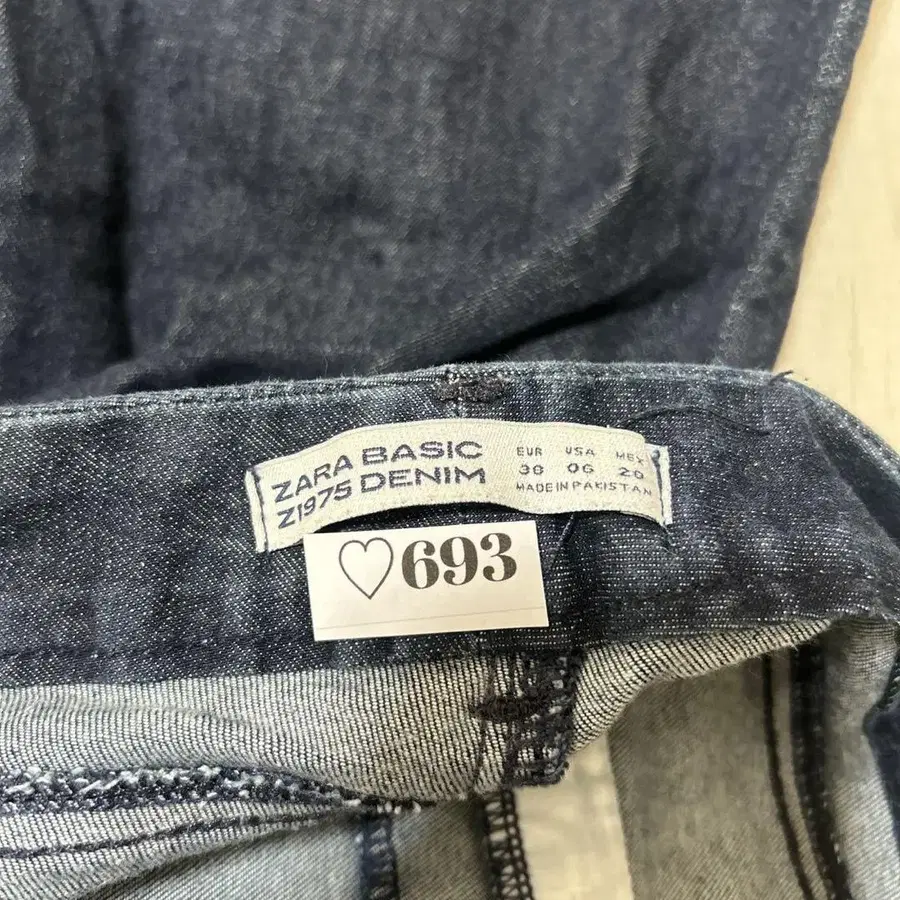 ZARA BASIC
Z1975 DENIM
EUR USA MEX
38 06 28
MADE IN PAKISTAN
♡693